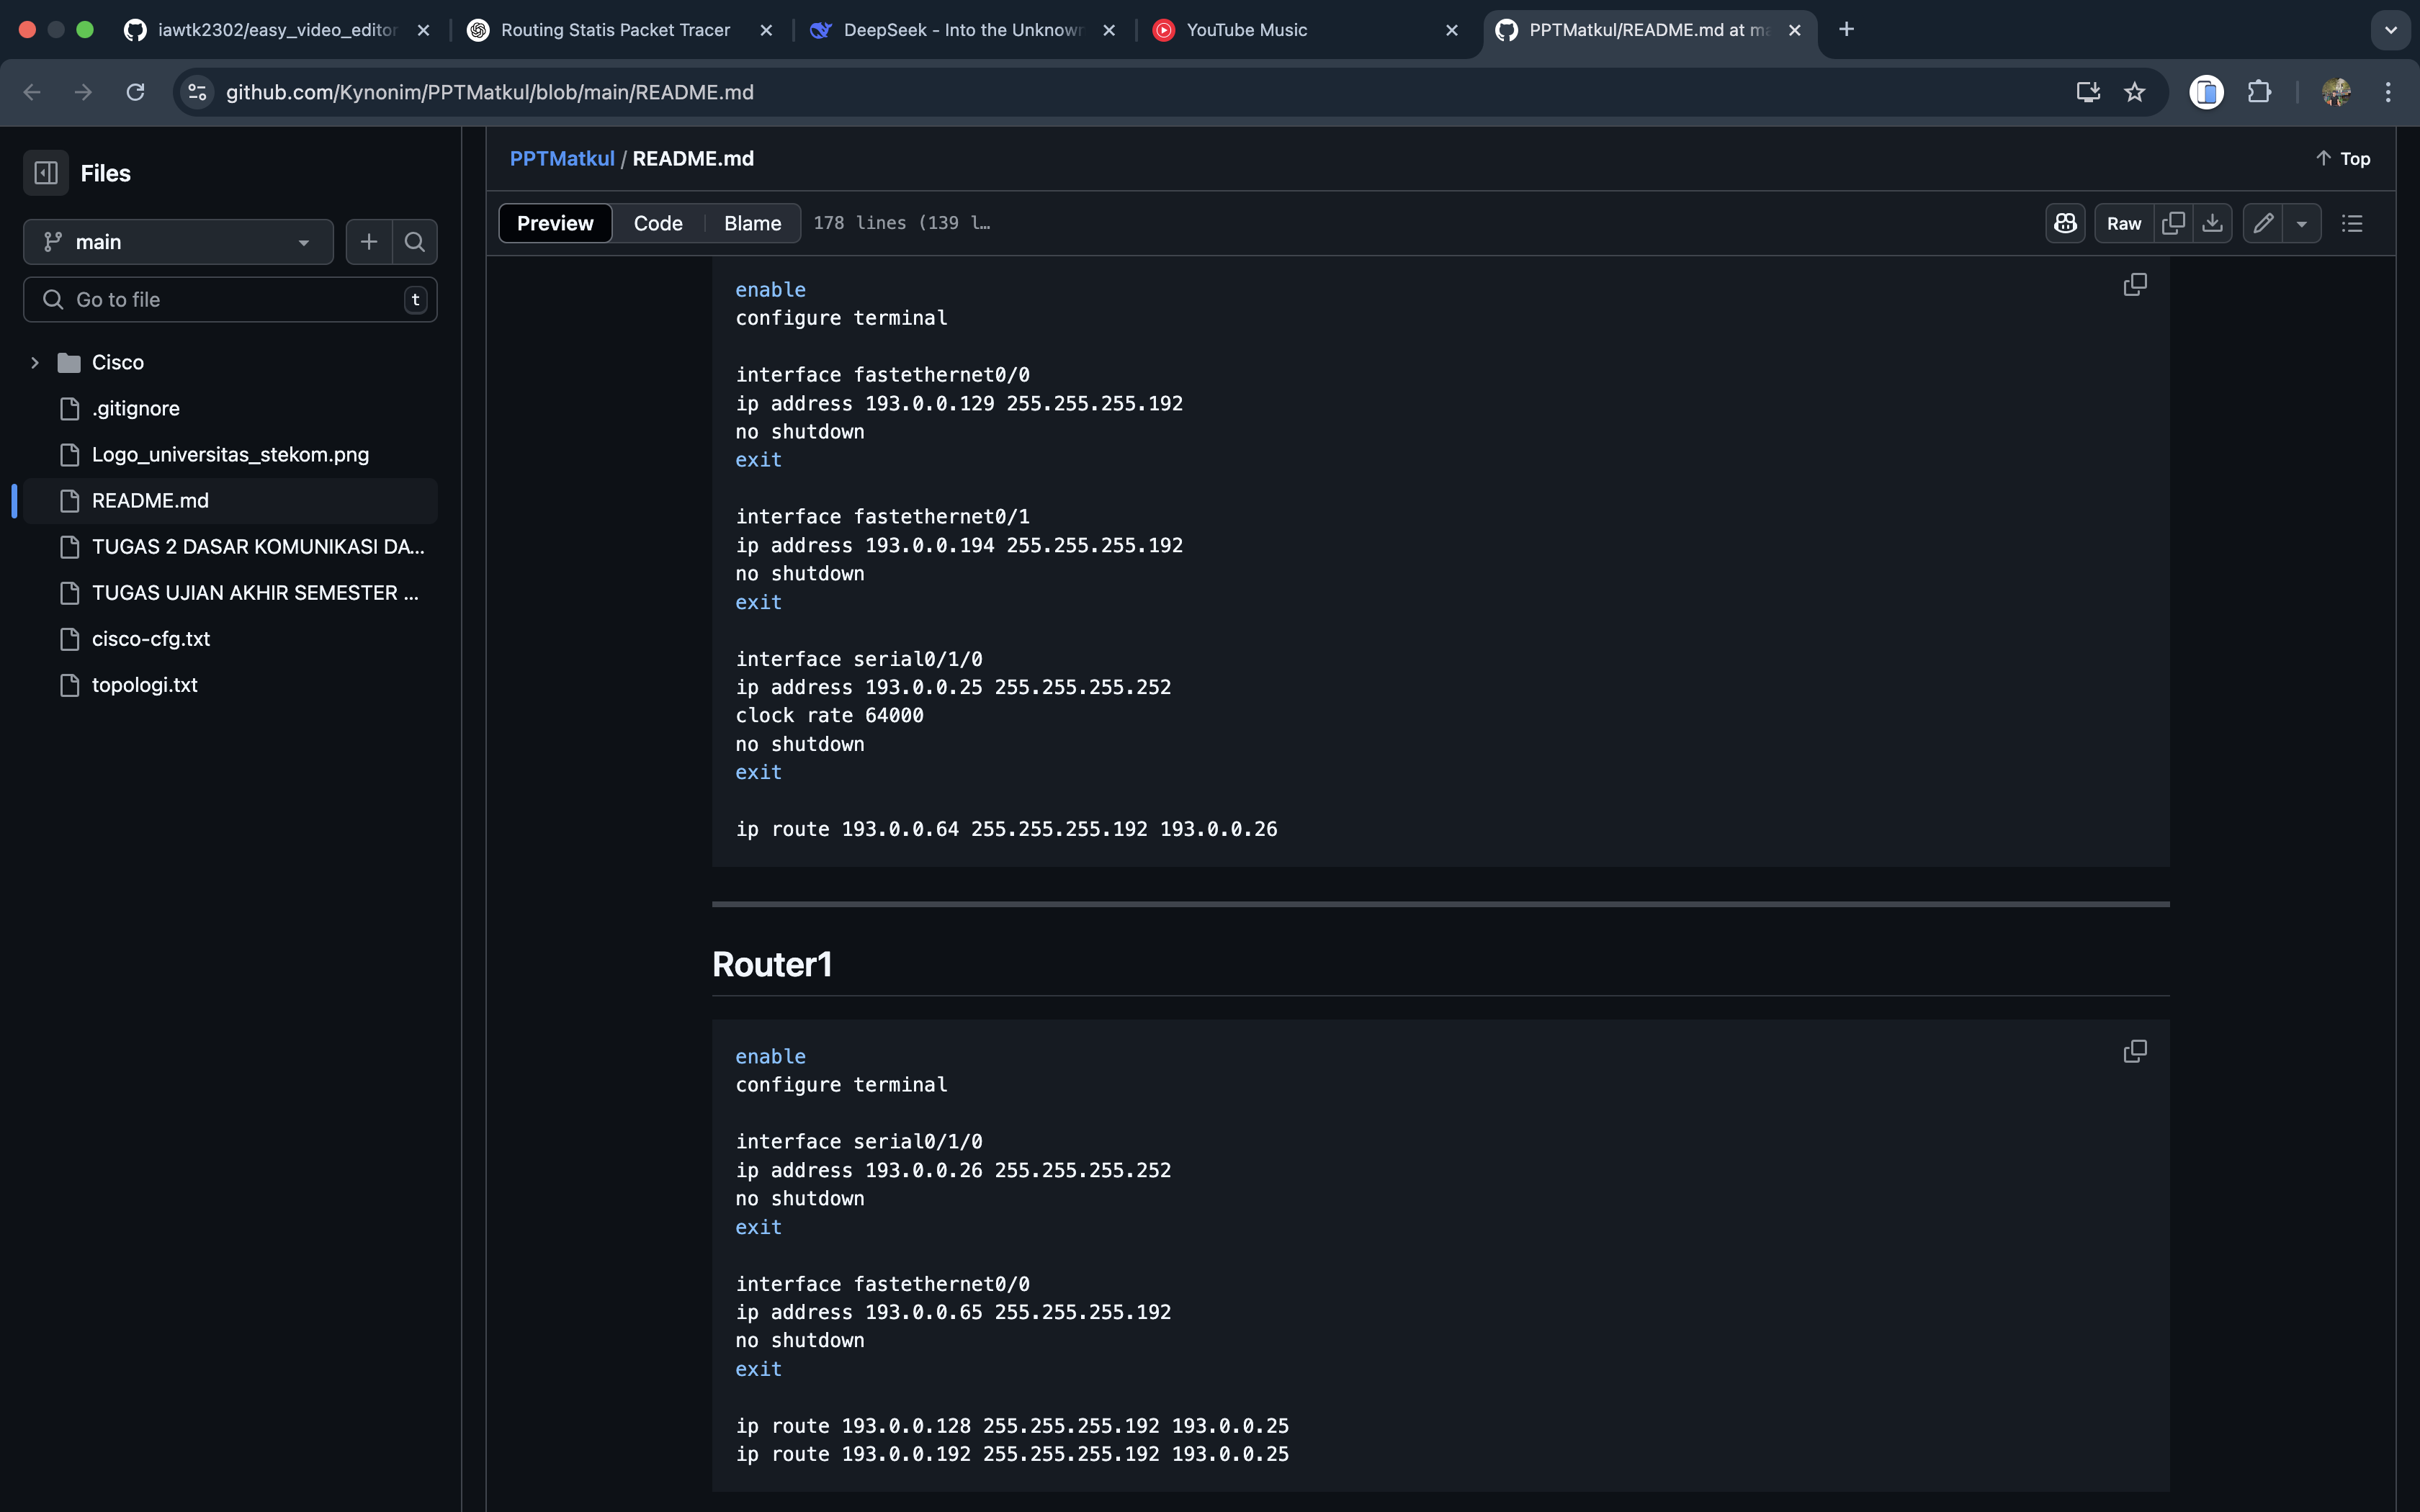 iawtk2302/easy_video_editor
Routing Statis Packet Tracer
DeepSeek - Into the Unknown
YouTube Music
PPTMatkul/README.md at ma
github.com/Kynonim/PPTMatkul/blob/main/README.md
Files
main
Go to file
t
Cisco
.gitignore
Logo_universitas_stekom.png
README.md
TUGAS 2 DASAR KOMUNIKASI DA...
TUGAS UJIAN AKHIR SEMESTER ...
cisco-cfg.txt
topologi.txt
PPTMatkul / README.md
Top
Preview
Code
Blame
178 lines (139 l…
Raw
enable
configure terminal
interface fastethernet0/0
ip address 193.0.0.129 255.255.255.192
no shutdown
exit
interface fastethernet0/1
ip address 193.0.0.194 255.255.255.192
no shutdown
exit
interface serial0/1/0
ip address 193.0.0.25 255.255.255.252
clock rate 64000
no shutdown
exit
ip route 193.0.0.64 255.255.255.192 193.0.0.26
Router1
enable
configure terminal
interface serial0/1/0
ip address 193.0.0.26 255.255.255.252
no shutdown
exit
interface fastethernet0/0
ip address 193.0.0.65 255.255.255.192
no shutdown
exit
ip route 193.0.0.128 255.255.255.192 193.0.0.25
ip route 193.0.0.192 255.255.255.192 193.0.0.25